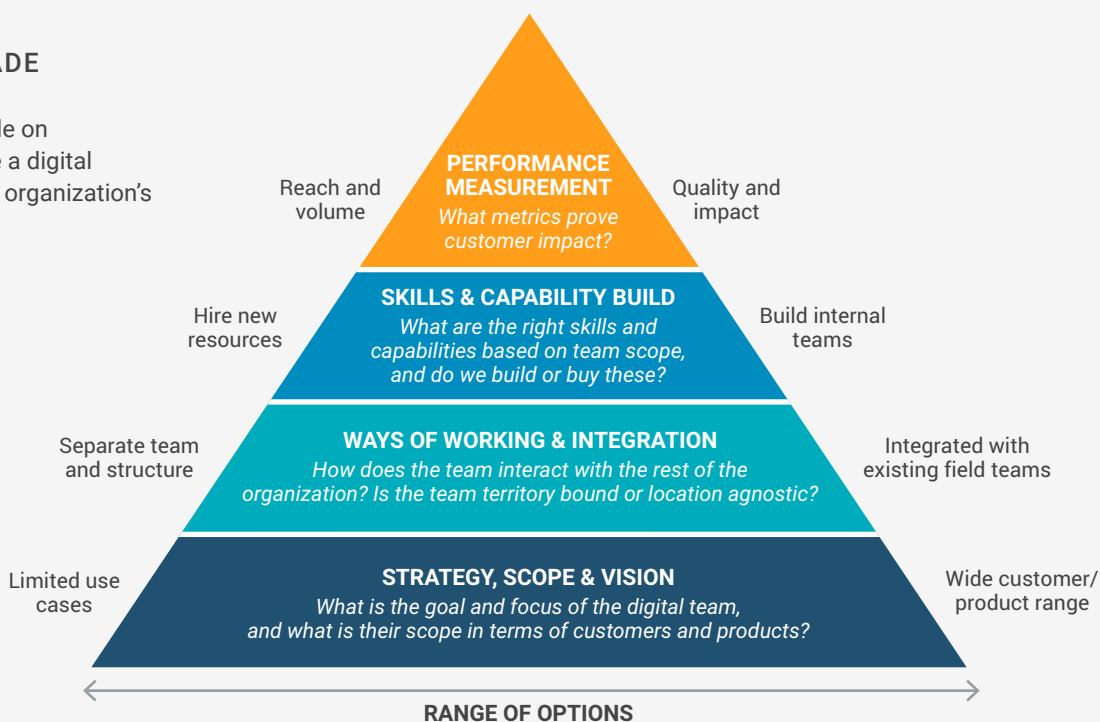 a digital
organization's
PERFORMANCE
MEASUREMENT
What metrics prove
customer impact?
Reach and
volume
Quality and
impact
SKILLS & CAPABILITY BUILD
What are the right skills and
capabilities based on team scope,
and do we build or buy these?
Hire new
resources
Build internal
teams
WAYS OF WORKING & INTEGRATION
How does the team interact with the rest of the
organization? Is the team territory bound or location agnostic?
Separate team
and structure
Integrated with
existing field teams
STRATEGY, SCOPE & VISION
What is the goal and focus of the digital team,
and what is their scope in terms of customers and products?
Limited use
cases
Wide customer/
product range
RANGE OF OPTIONS